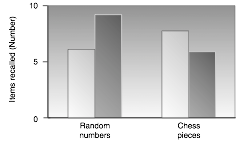 10
Items recalled (Number)
5
0
Random
numbers
Chess
pieces